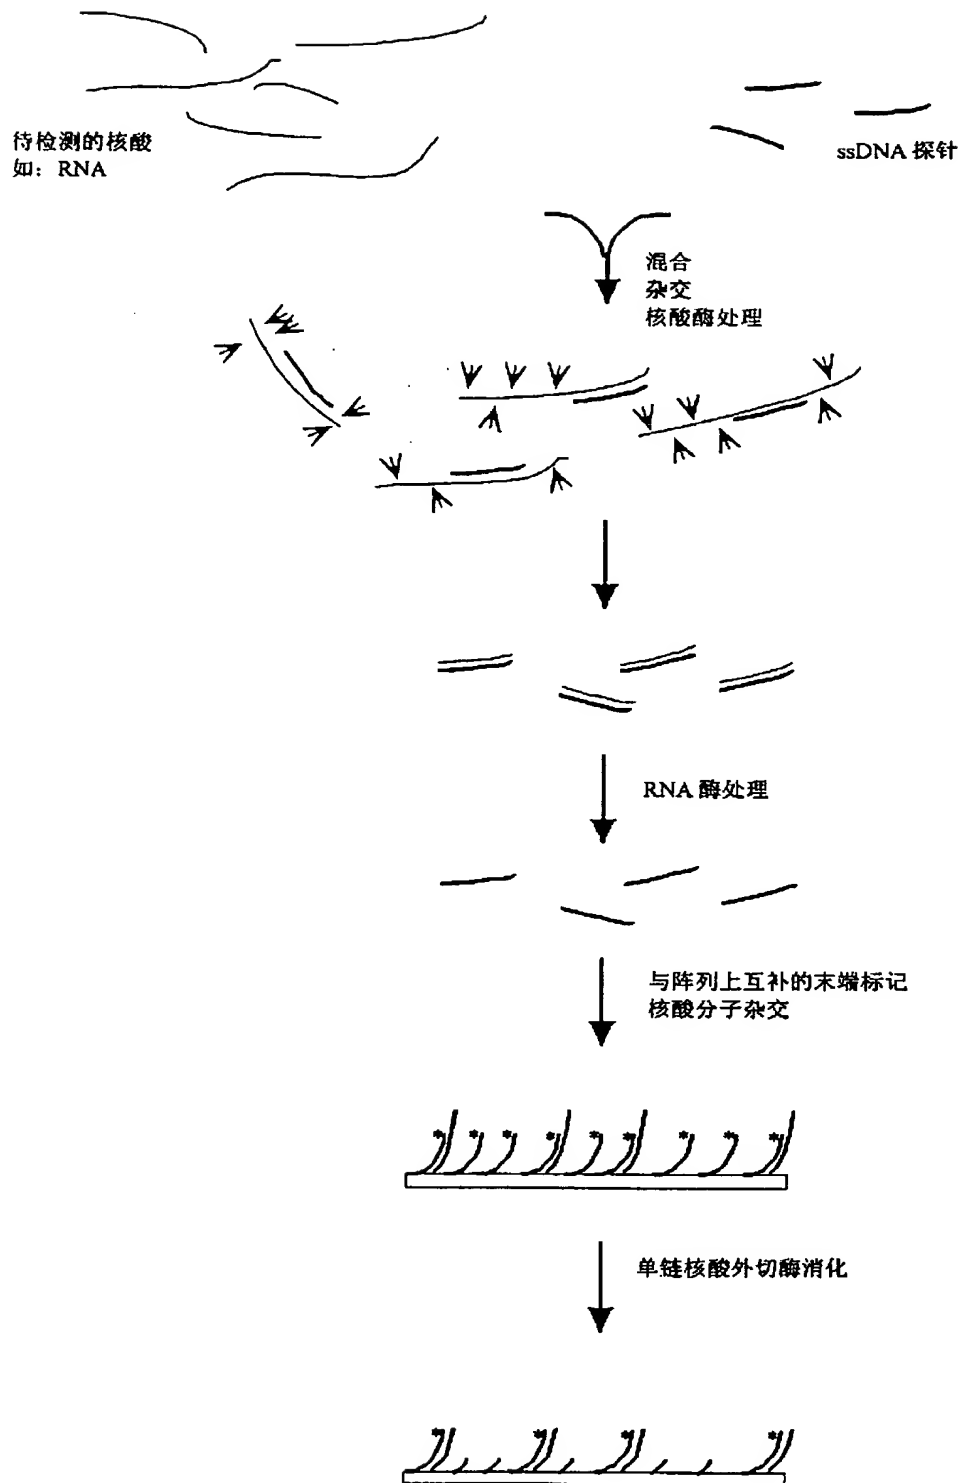 待检测的核酸
如：RNA
ssDNA 探针
混合
杂交
核酸酶处理
RNA 酶处理
与阵列上互补的末端标记
核酸分子杂交
* * * * * * * * *
单链核酸外切酶消化
* * * *